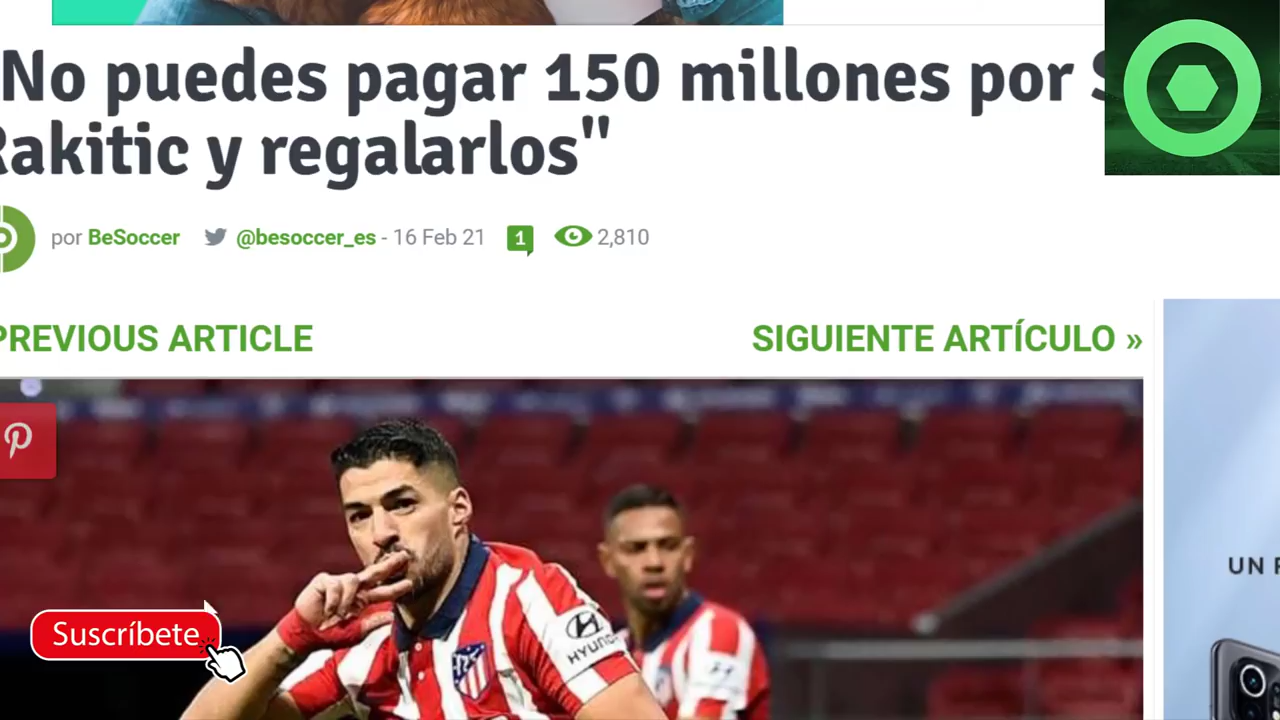 No puedes pagar 150 millones por
Rakitic y regalarlos"
por BeSoccer @besoccer_es - 16 Feb 21 1 2,810
PREVIOUS ARTICLE SIGUIENTE ARTÍCULO »
UN
HYUNDAI
Suscríbete